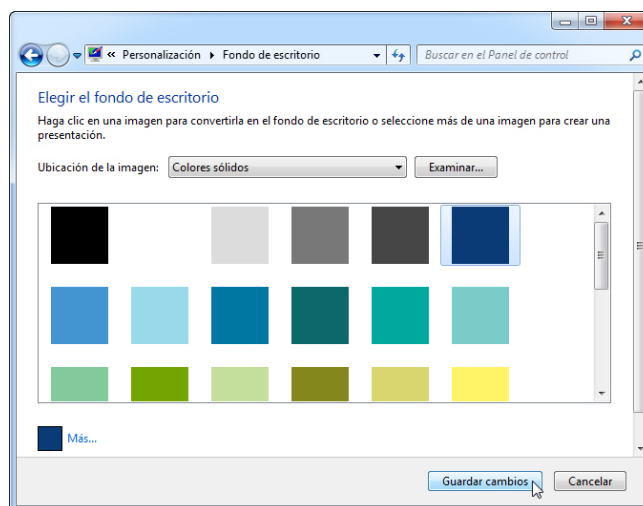 « Personalización ▸ Fondo de escritorio
Buscar en el Panel de control
Elegir el fondo de escritorio
Haga clic en una imagen para convertirla en el fondo de escritorio o seleccione más de una imagen para crear una
presentación.
Ubicación de la imagen: Colores sólidos Examinar...
Más...
Guardar cambios Cancelar